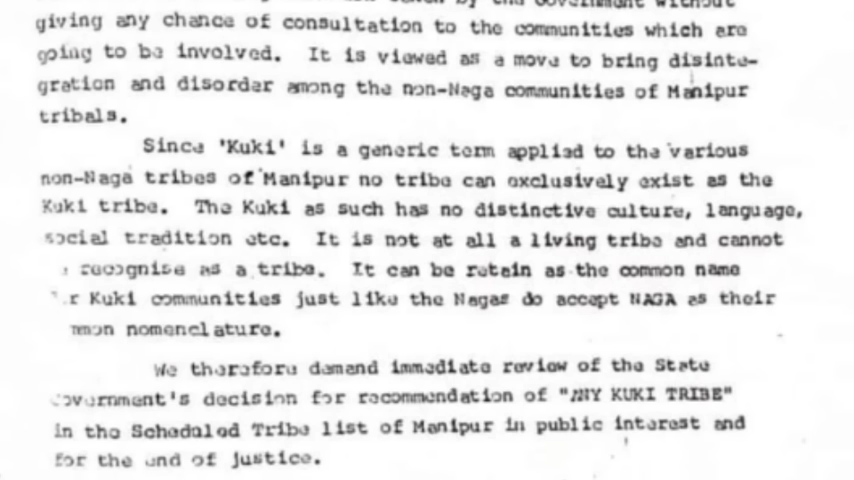 by the Government without
giving any chance of consultation to the communities which are
going to be involved. It is viewed as a move to bring disinte-
gration and disorder among the non-Naga communities of Manipur
tribals.
Since 'Kuki' is a generic term applied to the various
non-Naga tribes of Manipur no tribe can exclusively exist as the
Kuki tribe. The Kuki as such has no distinctive culture, language,
social tradition etc. It is not at all a living tribe and cannot
recognise as a tribe. It can be retain as the common name
r Kuki communities just like the Nagas do accept NAGA as their
mmon nomenclature.
We therefore demand immediate review of the State
Government's decision for recommendation of "ANY KUKI TRIBE"
in the Scheduled Tribe list of Manipur in public interest and
for the end of justice.